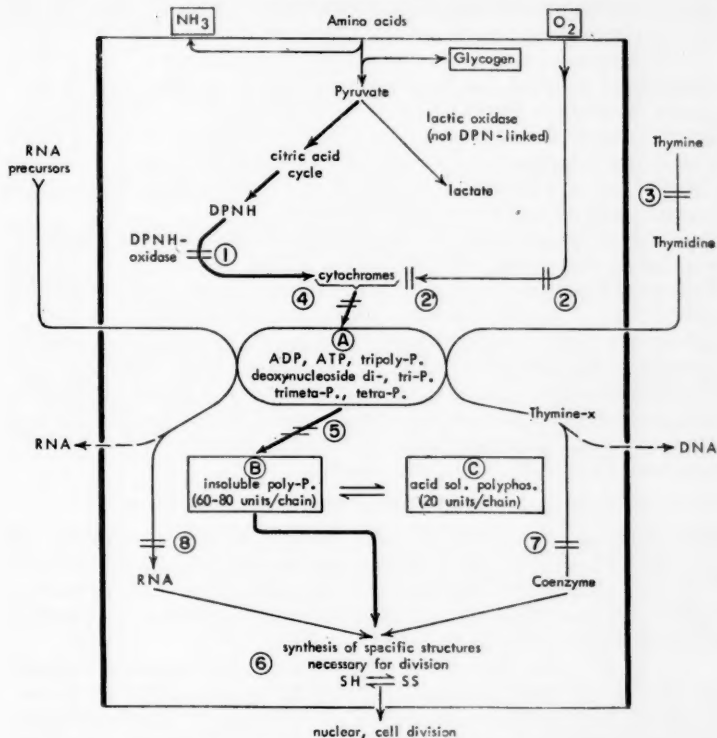 NH3
Amino acids
O2
Glycogen
Pyruvate
lactic oxidase
(not DPN-linked)
RNA
precursors
Thymine
citric acid
cycle
lactate
3
DPNH
Thymidine
DPNH-
oxidase
1
4
cytochromes
2'
2
A
ADP, ATP, tripoly-P.
deoxynucleoside di-, tri-P.
trimeta-P., tetra-P.
Thymine-x
RNA
5
DNA
B
insoluble poly-P.
(60-80 units/chain)
C
acid sol. polyphos.
(20 units/chain)
8
7
RNA
Coenzyme
6
synthesis of specific structures
necessary for division
SH ⇌ SS
nuclear, cell division